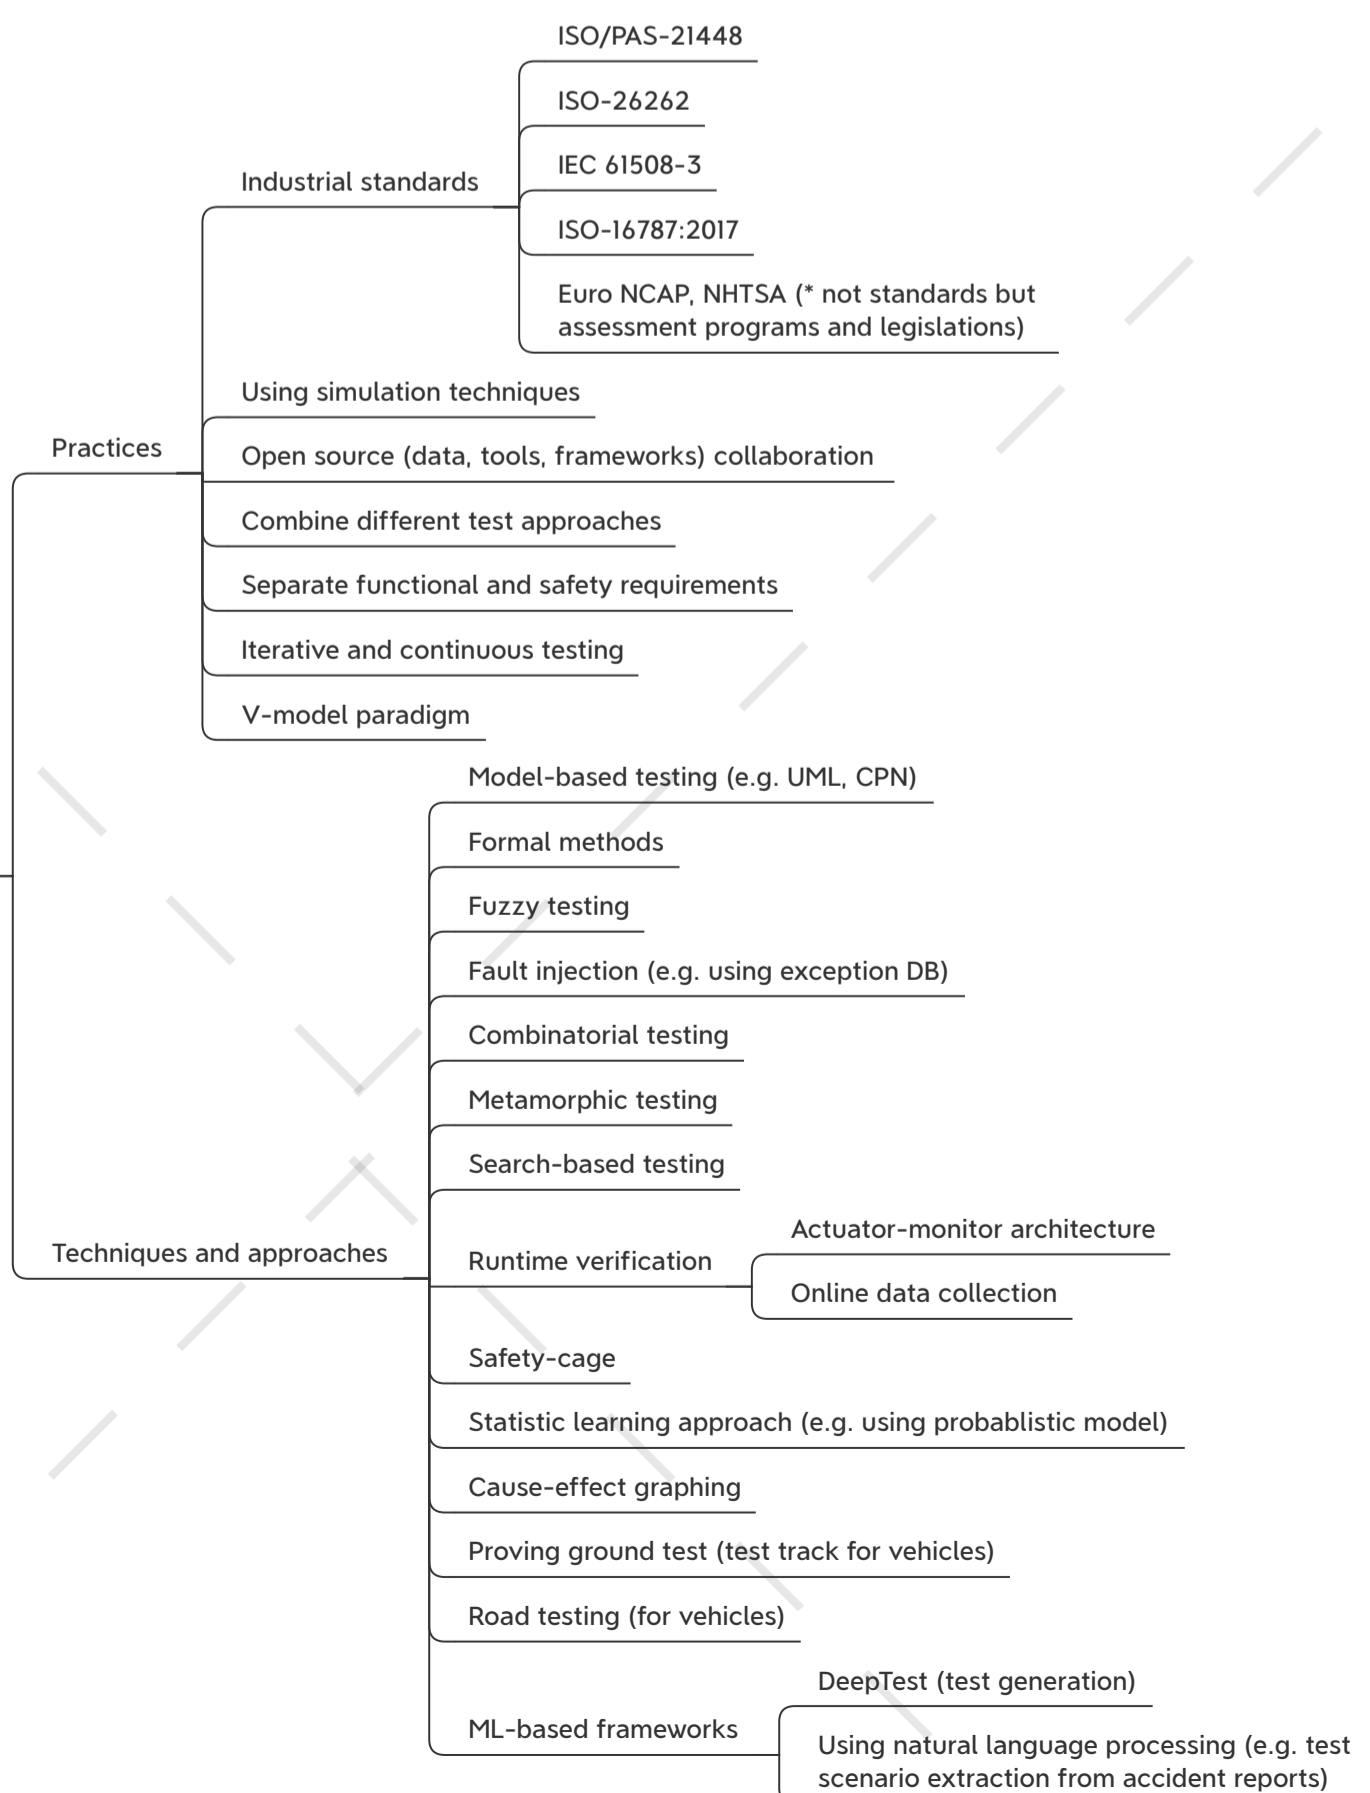 ISO/PAS-21448
ISO-26262
IEC 61508-3
Industrial standards
ISO-16787:2017
Euro NCAP, NHTSA (* not standards but
assessment programs and legislations)
Using simulation techniques
Practices
Open source (data, tools, frameworks) collaboration
Combine different test approaches
Separate functional and safety requirements
Iterative and continuous testing
V-model paradigm
Model-based testing (e.g. UML, CPN)
Formal methods
Fuzzy testing
Fault injection (e.g. using exception DB)
Combinatorial testing
Metamorphic testing
Search-based testing
Actuator-monitor architecture
Techniques and approaches
Runtime verification
Online data collection
Safety-cage
Statistic learning approach (e.g. using probablistic model)
Cause-effect graphing
Proving ground test (test track for vehicles)
Road testing (for vehicles)
DeepTest (test generation)
ML-based frameworks
Using natural language processing (e.g. test
scenario extraction from accident reports)